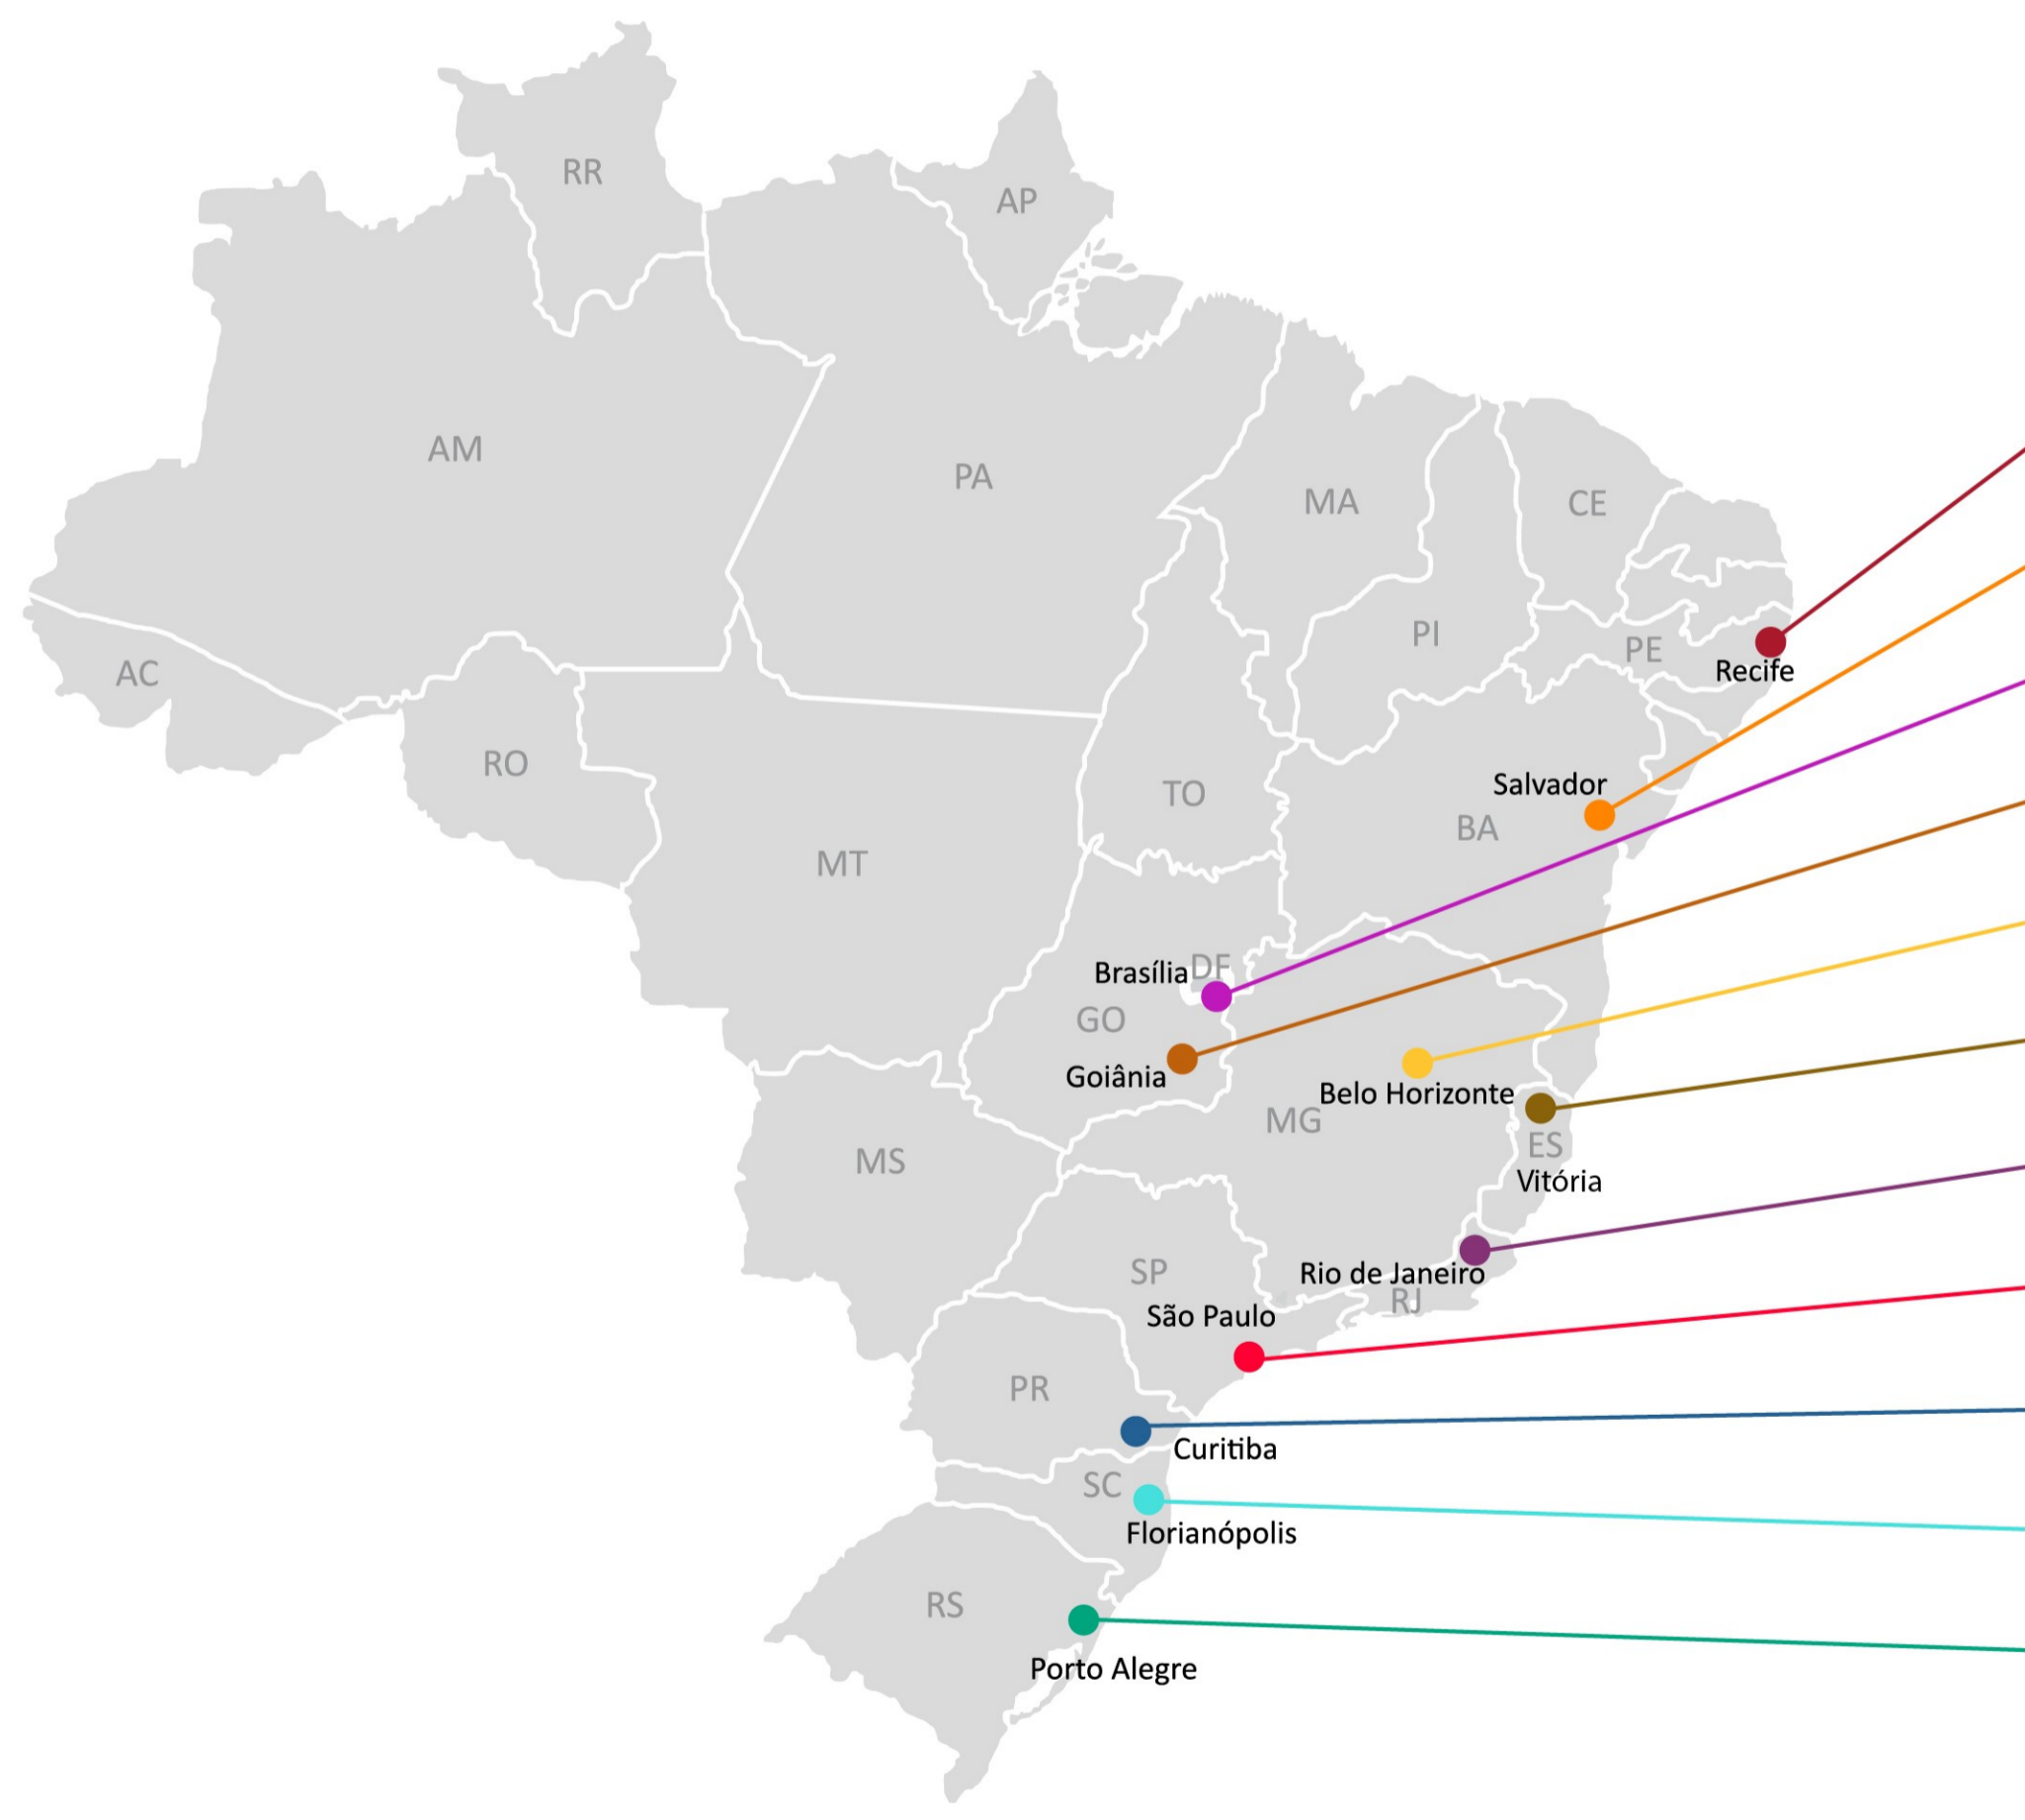 RR
AP
AM
PA
MA
CE
PI
PE
Recife
AC
RO
TO
Salvador
BA
MT
Brasília
DF
GO
Goiânia
Belo Horizonte
MG
ES
Vitória
MS
SP
Rio de Janeiro
RJ
São Paulo
PR
Curitiba
SC
Florianópolis
RS
Porto Alegre